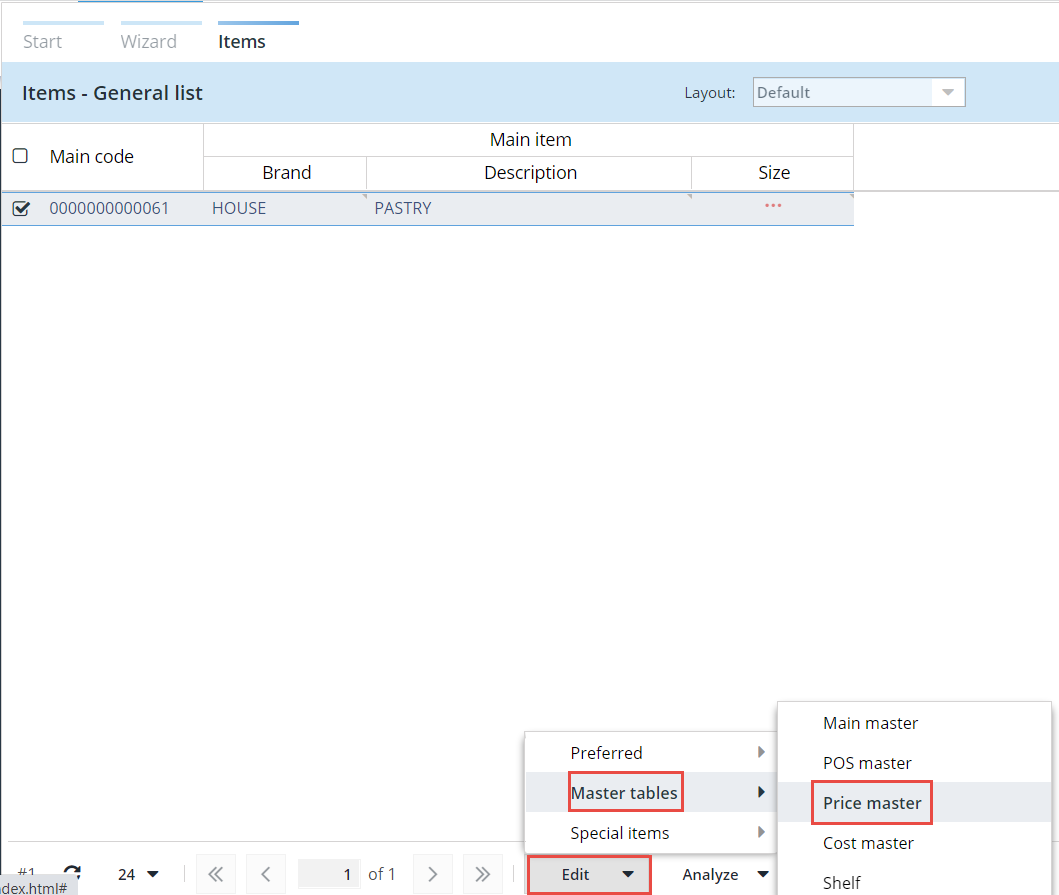 Start Wizard Items
Items - General list Layout: Default
Main code Main item
Brand Description Size
0000000000061 HOUSE PASTRY ...
Main master
Preferred
POS master
Master tables
Price master
Special items
Cost master
#1 24 1 of 1 Edit Analyze
Shelf
ndex.html#